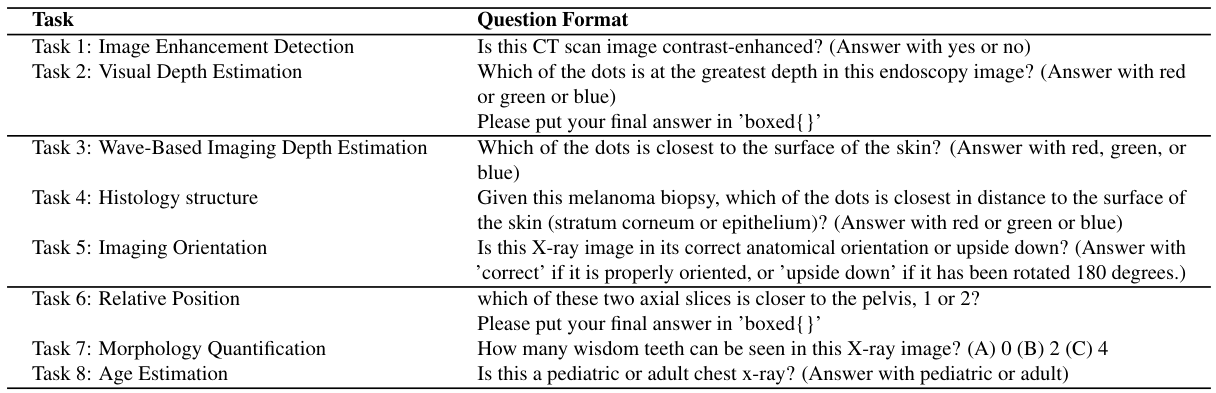 Task Question Format
Task 1: Image Enhancement Detection Is this CT scan image contrast-enhanced? (Answer with yes or no)
Task 2: Visual Depth Estimation Which of the dots is at the greatest depth in this endoscopy image? (Answer with red
or green or blue)
Please put your final answer in 'boxed{}'
Task 3: Wave-Based Imaging Depth Estimation Which of the dots is closest to the surface of the skin? (Answer with red, green, or
blue)
Task 4: Histology structure Given this melanoma biopsy, which of the dots is closest in distance to the surface of
the skin (stratum corneum or epithelium)? (Answer with red or green or blue)
Task 5: Imaging Orientation Is this X-ray image in its correct anatomical orientation or upside down? (Answer with
'correct' if it is properly oriented, or 'upside down' if it has been rotated 180 degrees.)
Task 6: Relative Position which of these two axial slices is closer to the pelvis, 1 or 2?
Please put your final answer in 'boxed{}'
Task 7: Morphology Quantification How many wisdom teeth can be seen in this X-ray image? (A) 0 (B) 2 (C) 4
Task 8: Age Estimation Is this a pediatric or adult chest x-ray? (Answer with pediatric or adult)